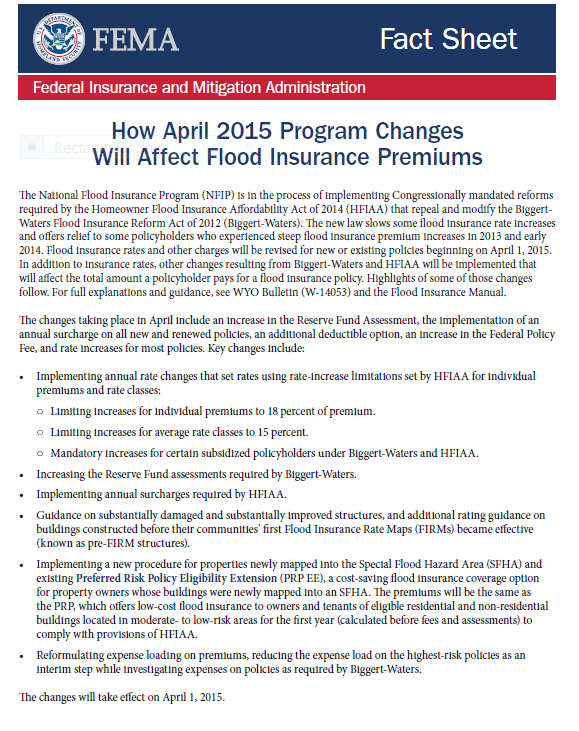 FEMA
Fact Sheet
Federal Insurance and Mitigation Administration
How April 2015 Program Changes
Will Affect Flood Insurance Premiums
The National Flood Insurance Program (NFIP) is in the process of implementing Congressionally mandated reforms
required by the Homeowner Flood Insurance Affordability Act of 2014 (HFIAA) that repeal and modify the Biggert-
Waters Flood Insurance Reform Act of 2012 (Biggert-Waters). The new law slows some flood insurance rate increases
and offers relief to some policyholders who experienced steep flood insurance premium increases in 2013 and early
2014. Flood insurance rates and other charges will be revised for new or existing policies beginning on April 1, 2015.
In addition to insurance rates, other changes resulting from Biggert-Waters and HFIAA will be implemented that
will affect the total amount a policyholder pays for a flood insurance policy. Highlights of some of those changes
follow. For full explanations and guidance, see WYO Bulletin (W-14053) and the Flood Insurance Manual.
The changes taking place in April include an increase in the Reserve Fund Assessment, the implementation of an
annual surcharge on all new and renewed policies, an additional deductible option, an increase in the Federal Policy
Fee, and rate increases for most policies. Key changes include:
• Implementing annual rate changes that set rates using rate-increase limitations set by HFIAA for individual
premiums and rate classes:
○ Limiting increases for individual premiums to 18 percent of premium.
○ Limiting increases for average rate classes to 15 percent.
○ Mandatory increases for certain subsidized policyholders under Biggert-Waters and HFIAA.
• Increasing the Reserve Fund assessments required by Biggert-Waters.
• Implementing annual surcharges required by HFIAA.
• Guidance on substantially damaged and substantially improved structures, and additional rating guidance on
buildings constructed before their communities' first Flood Insurance Rate Maps (FIRMs) became effective
(known as pre-FIRM structures).
• Implementing a new procedure for properties newly mapped into the Special Flood Hazard Area (SFHA) and
existing Preferred Risk Policy Eligibility Extension (PRP EE), a cost-saving flood insurance coverage option
for property owners whose buildings were newly mapped into an SFHA. The premiums will be the same as
the PRP, which offers low-cost flood insurance to owners and tenants of eligible residential and non-residential
buildings located in moderate- to low-risk areas for the first year (calculated before fees and assessments) to
comply with provisions of HFIAA.
• Reformulating expense loading on premiums, reducing the expense load on the highest-risk policies as an
interim step while investigating expenses on policies as required by Biggert-Waters.
The changes will take effect on April 1, 2015.